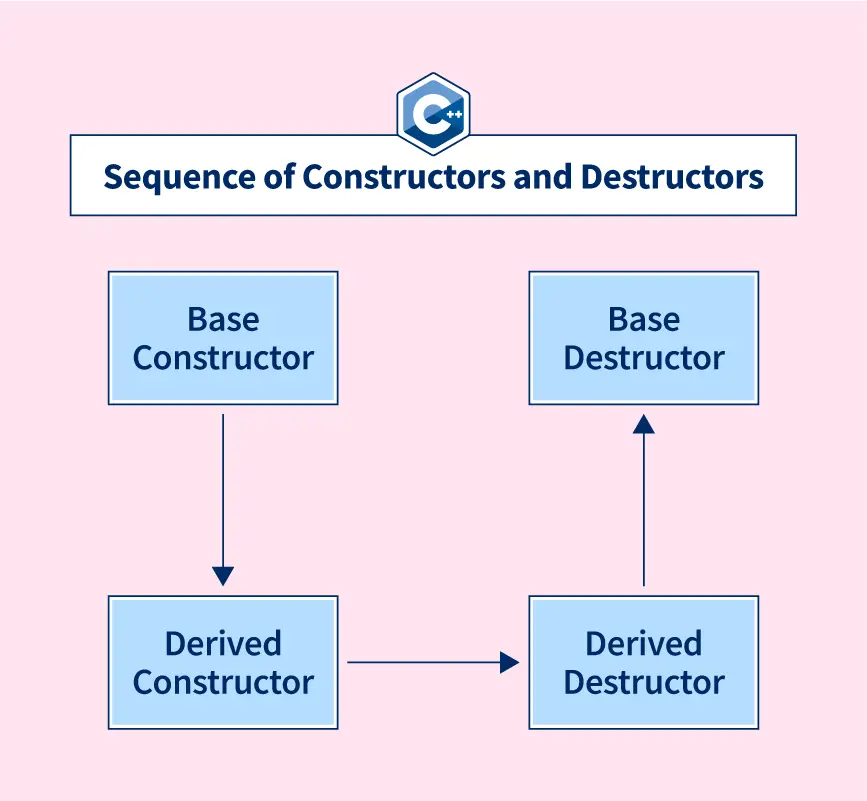 C++
Sequence of Constructors and Destructors
Base
Constructor
Base
Destructor
Derived
Constructor
Derived
Destructor